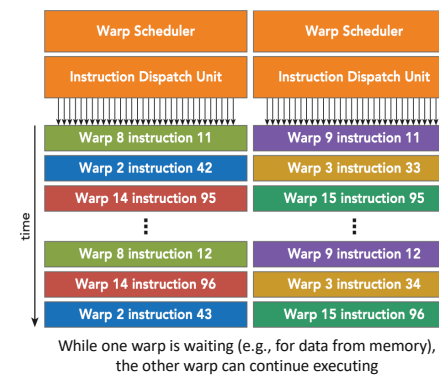 Warp Scheduler
Warp Scheduler
Instruction Dispatch Unit
Instruction Dispatch Unit
Warp 8 instruction 11
Warp 9 instruction 11
Warp 2 instruction 42
Warp 3 instruction 33
Warp 14 instruction 95
Warp 15 instruction 95
time
Warp 8 instruction 12
Warp 9 instruction 12
Warp 14 instruction 96
Warp 3 instruction 34
Warp 2 instruction 43
Warp 15 instruction 96
While one warp is waiting (e.g., for data from memory),
the other warp can continue executing